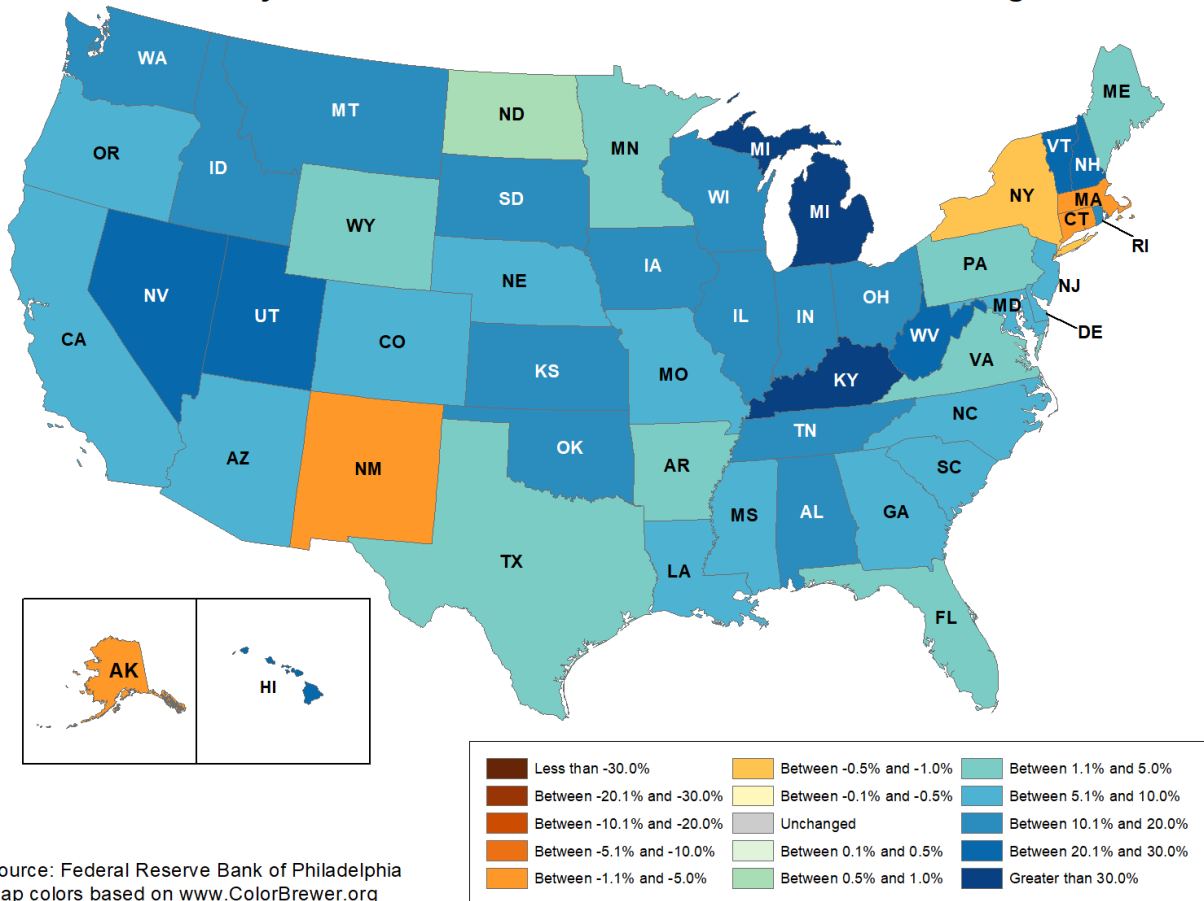 WA
MT
ND
MN
ME
OR
ID
SD
WI
MI
MI
VT
NH
NY
MA
CT
RI
WY
IA
NE
PA
NJ
NV
UT
CO
IL
IN
OH
MD
DE
CA
KS
MO
KY
WV
VA
AZ
NM
OK
AR
TN
NC
SC
TX
LA
MS
AL
GA
FL
AK
HI
Less than -30.0%
Between -20.1% and -30.0%
Between -10.1% and -20.0%
Between -5.1% and -10.0%
Between -1.1% and -5.0%
Between -0.5% and -1.0%
Between -0.1% and -0.5%
Unchanged
Between 0.1% and 0.5%
Between 0.5% and 1.0%
Between 1.1% and 5.0%
Between 5.1% and 10.0%
Between 10.1% and 20.0%
Between 20.1% and 30.0%
Greater than 30.0%
ource: Federal Reserve Bank of Philadelphia
ap colors based on www.ColorBrewer.org